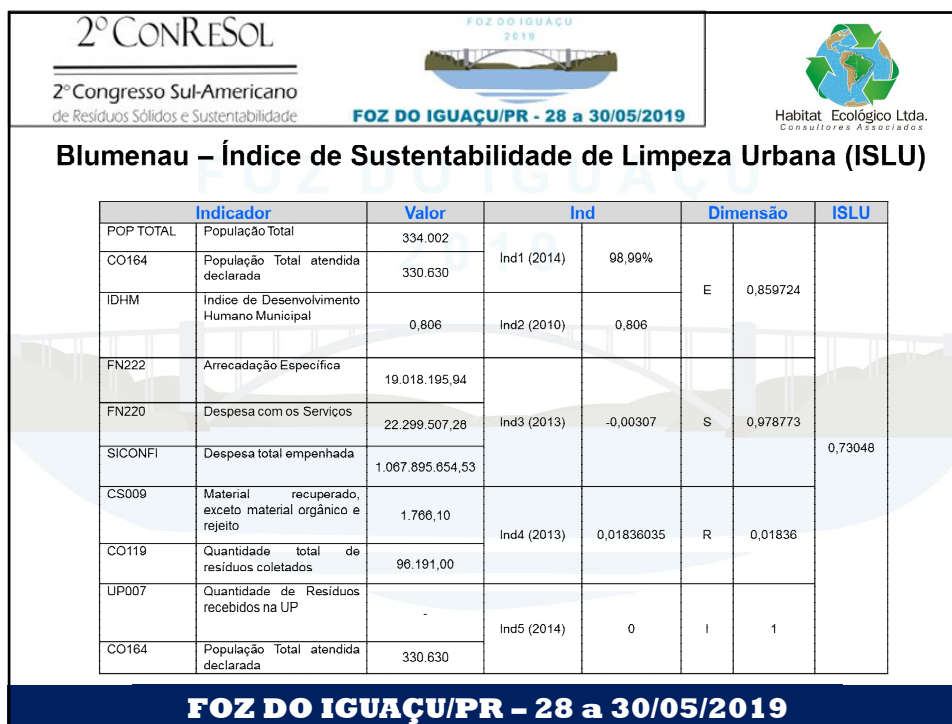 2° CONRESOL
2° Congresso Sul-Americano
de Resíduos Sólidos e Sustentabilidade
FOZ DO IGUAÇU
2019
FOZ DO IGUAÇU/PR - 28 a 30/05/2019
Habitat Ecológico Ltda.
Consultores Associados
Blumenau – Índice de Sustentabilidade de Limpeza Urbana (ISLU)
FOZ DO IGUAÇU
2019
Indicador Valor Ind Dimensão ISLU
POP TOTAL População Total 334.002
Ind1 (2014) 98,99%
CO164 População Total atendida
declarada 330.630
E 0,859724
IDHM Indice de Desenvolvimento
Humano Municipal 0,806 Ind2 (2010) 0,806
FN222 Arrecadação Específica 19.018.195,94
FN220 Despesa com os Serviços 22.299.507,28 Ind3 (2013) -0,00307 S 0,978773
0,73048
SICONFI Despesa total empenhada 1.067.895.654,53
CS009 Material recuperado,
exceto material orgânico e
rejeito 1.766,10
Ind4 (2013) 0,01836035 R 0,01836
CO119 Quantidade total de
resíduos coletados 96.191,00
UP007 Quantidade de Resíduos
recebidos na UP -
Ind5 (2014) 0 I 1
CO164 População Total atendida
declarada 330.630
FOZ DO IGUAÇU/PR – 28 a 30/05/2019